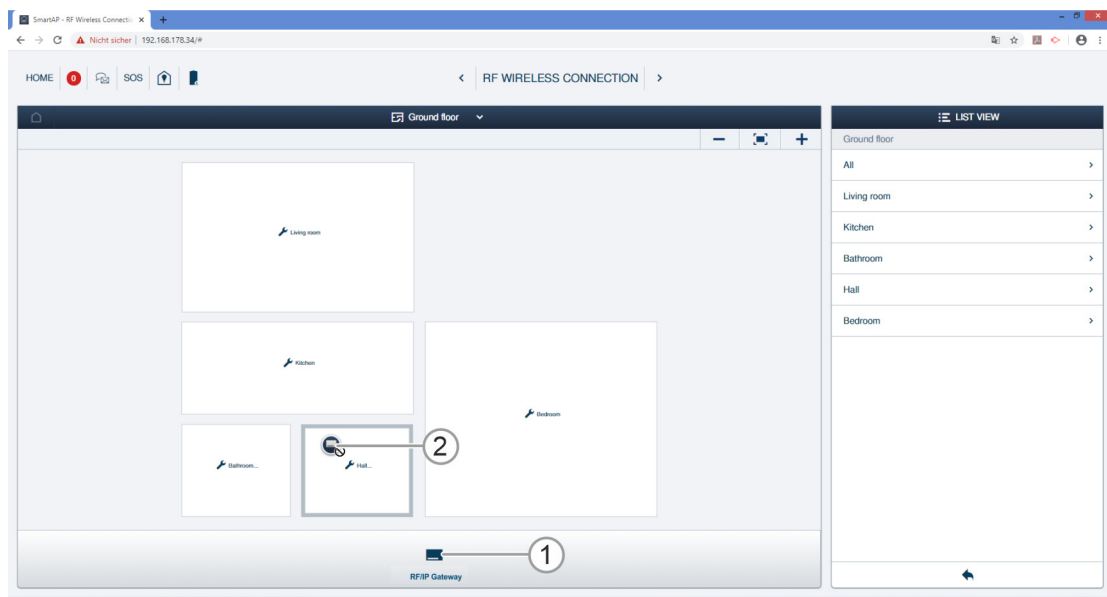 SmartAP - RF Wireless Connectic
Nicht sicher | 192.168.178.34/#
HOME 0 SOS
RF WIRELESS CONNECTION
Ground floor
Living room
Kitchen
Bedroom
Bathroom...
Hall...
2
1
RF/IP Gateway
LIST VIEW
Ground floor
All
Living room
Kitchen
Bathroom
Hall
Bedroom